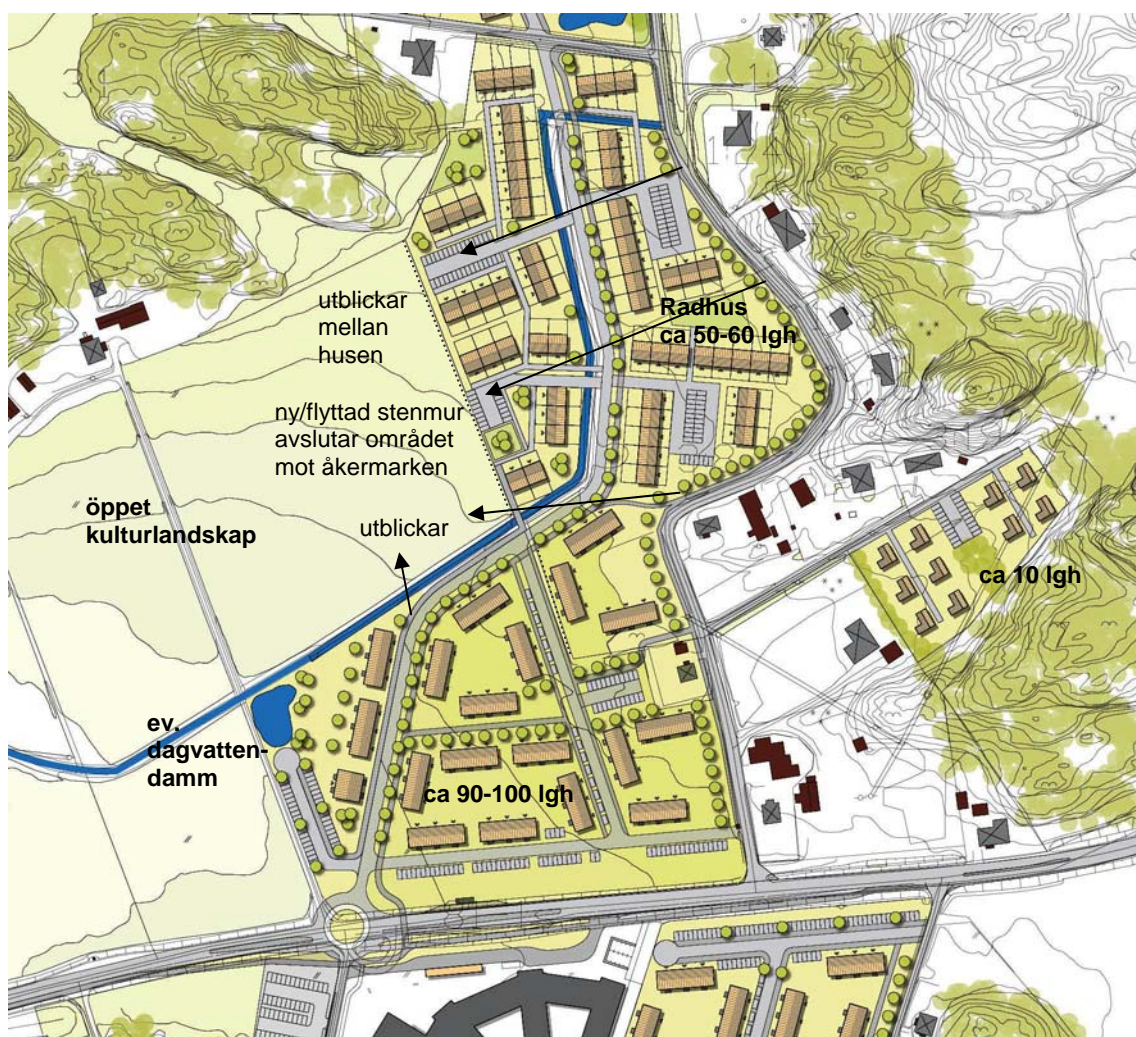 utblickar
mellan
husen
Radhus
ca 50-60 lgh
ny/flyttad stenmur
avslutar området
mot åkermarken
öppet
kulturlandskap
utblickar
ca 10 lgh
ev.
dagvatten-
damm
ca 90-100 lgh